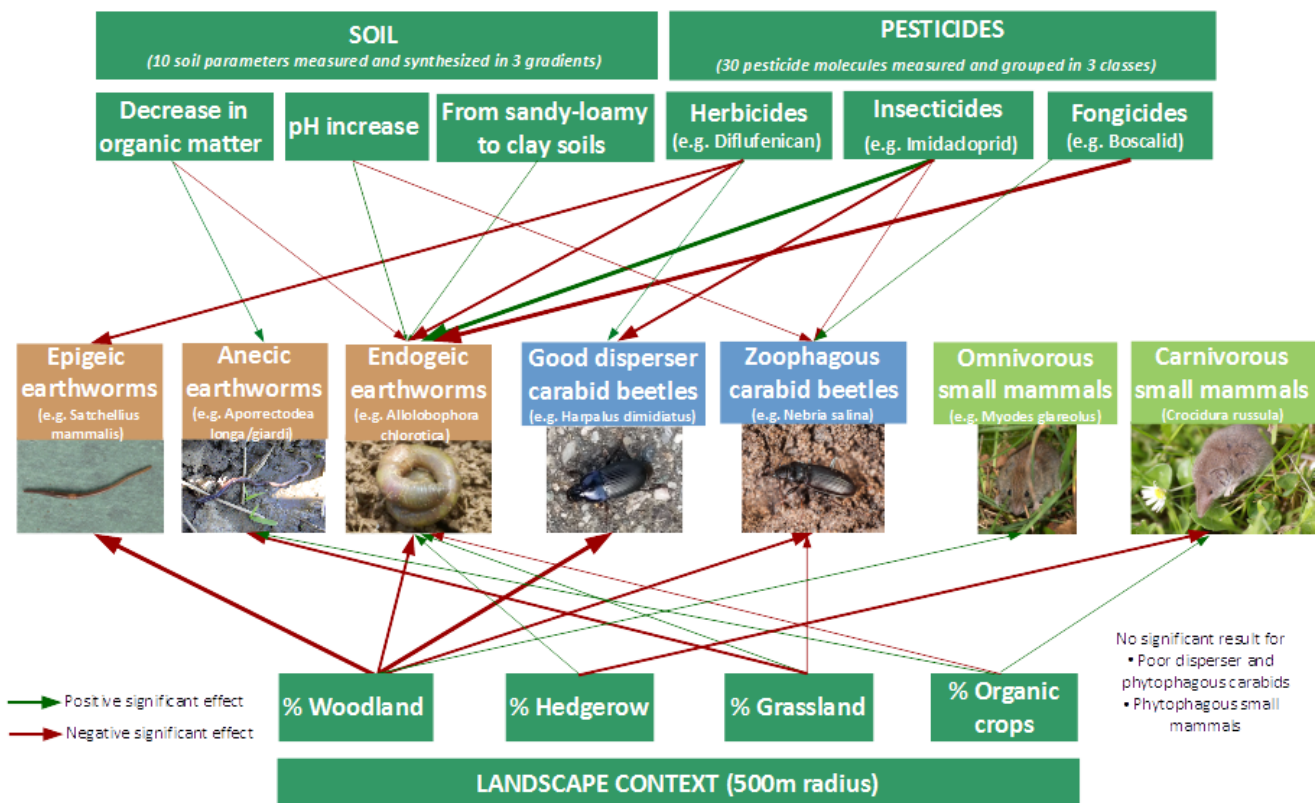 SOIL
(10 soil parameters measured and synthesized in 3 gradients)
PESTICIDES
(30 pesticide molecules measured and grouped in 3 classes)
Decrease in
organic matter
pH increase
From sandy-loamy
to clay soils
Herbicides
(e.g. Diflufenican)
Insecticides
(e.g. Imidadoprid)
Fongicides
(e.g. Boscalid)
Epigeic
earthworms
(e.g. Satchellius
mammalis)
Anecic
earthworms
(e.g. Aporrectodea
longa/giardi)
Endogeic
earthworms
(e.g. Allolobophora
chlorotica)
Good disperser
carabid beetles
(e.g. Harpalus dimidiatus)
Zoophagous
carabid beetles
(e.g. Nebria salina)
Omnivorous
small mammals
(e.g. Myodes glareolus)
Carnivorous
small mammals
(Crocidura russula)
No significant result for
• Poor disperser and
phytophagous carabids
• Phytophagous small
mammals
Positive significant effect
Negative significant effect
% Woodland
% Hedgerow
% Grassland
% Organic
crops
LANDSCAPE CONTEXT (500m radius)